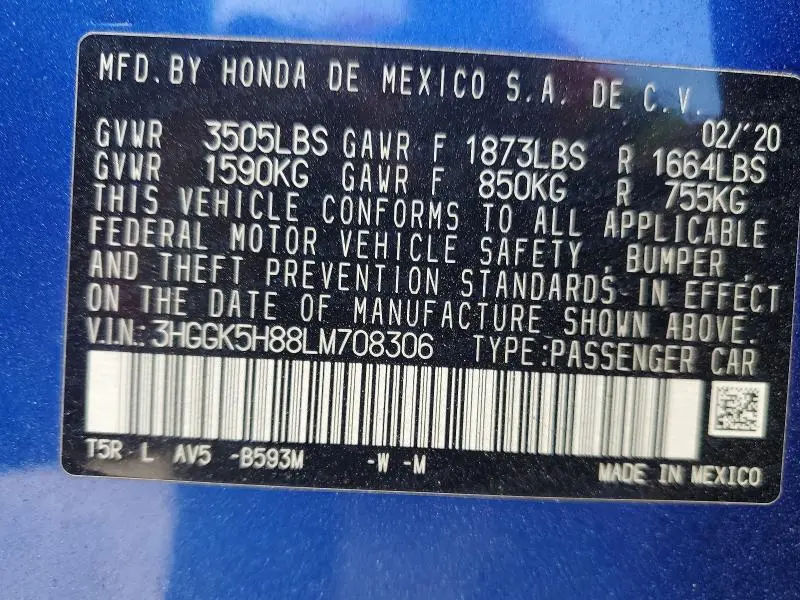 MFD. BY HONDA DE MEXICO S.A. DE C.V.
02/'20
GVWR 3505LBS GAWR F 1873LBS R 1664LBS
GVWR 1590KG GAWR F 850KG R 755KG
THIS VEHICLE CONFORMS TO ALL APPLICABLE
FEDERAL MOTOR VEHICLE SAFETY , BUMPER ,
AND THEFT PREVENTION STANDARDS IN EFFECT
ON THE DATE OF MANUFACTURE SHOWN ABOVE.
V.I.N.: 3HGGK5H88LM708306 TYPE:PASSENGER CAR
T5R L AV5 -B593M -W -M
MADE IN MEXICO